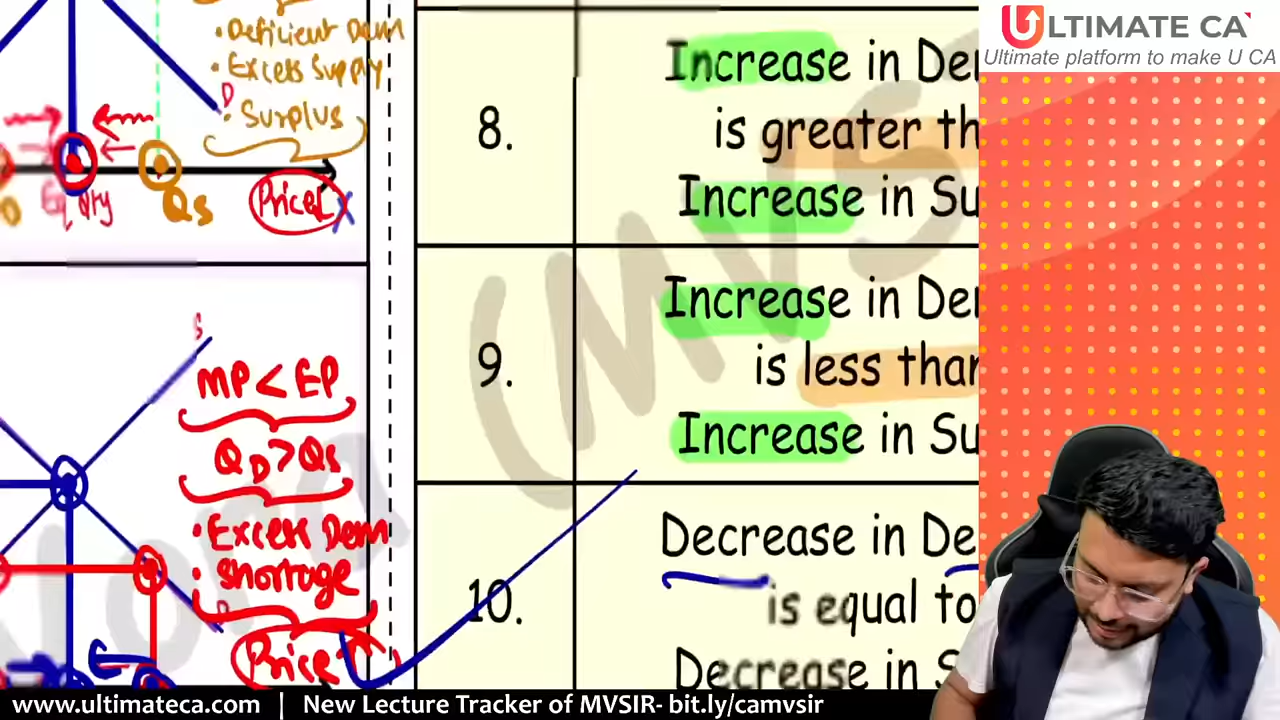 • Deficient Dem
• Excess Supply
• Surplus
D
Eq Qty
Qs
Price
X
S
MP < EP
QD > Qs
• Excess Dem
• Shortage
Price
8.
Increase in De
is greater th
Increase in Su
9.
Increase in De
is less than
Increase in Su
10.
Decrease in De
is equal to
Decrease in S
(MVS
ULTIMATE CA
Ultimate platform to make U CA
www.ultimateca.com | New Lecture Tracker of MVSIR- bit.ly/camvsir